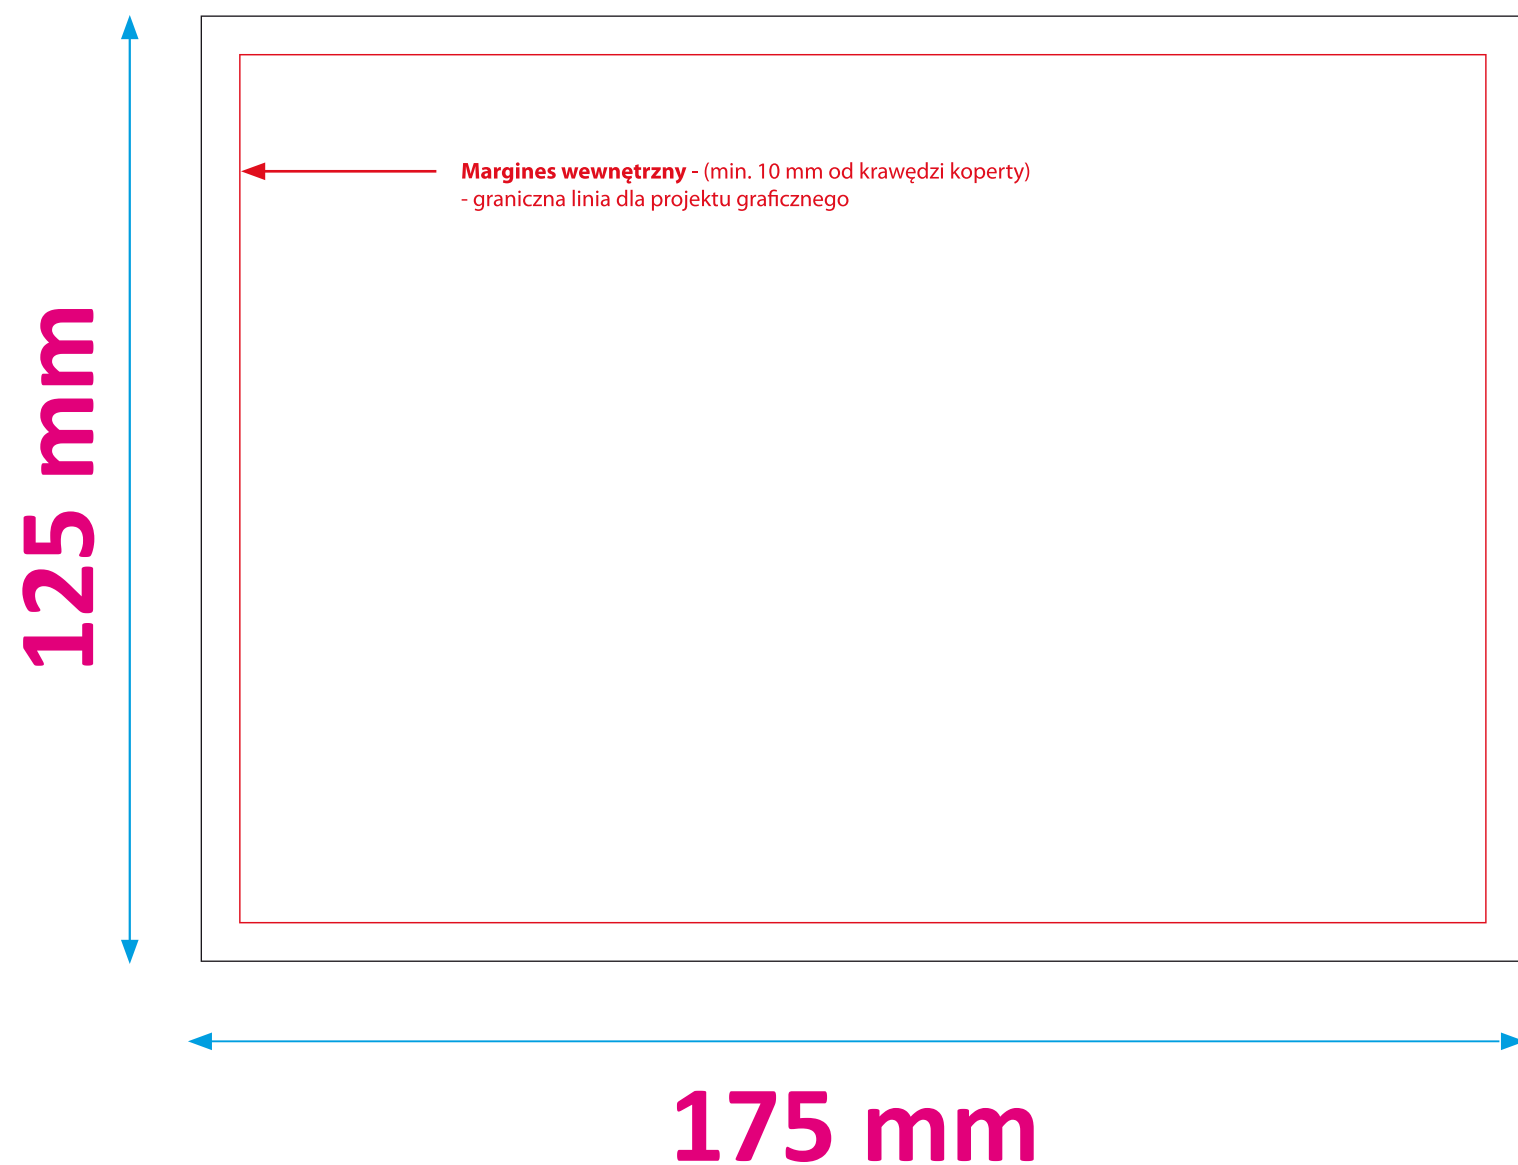 Margines wewnętrzny - (min. 10 mm od krawędzi koperty)
- graniczna linia dla projektu graficznego
125 mm
175 mm